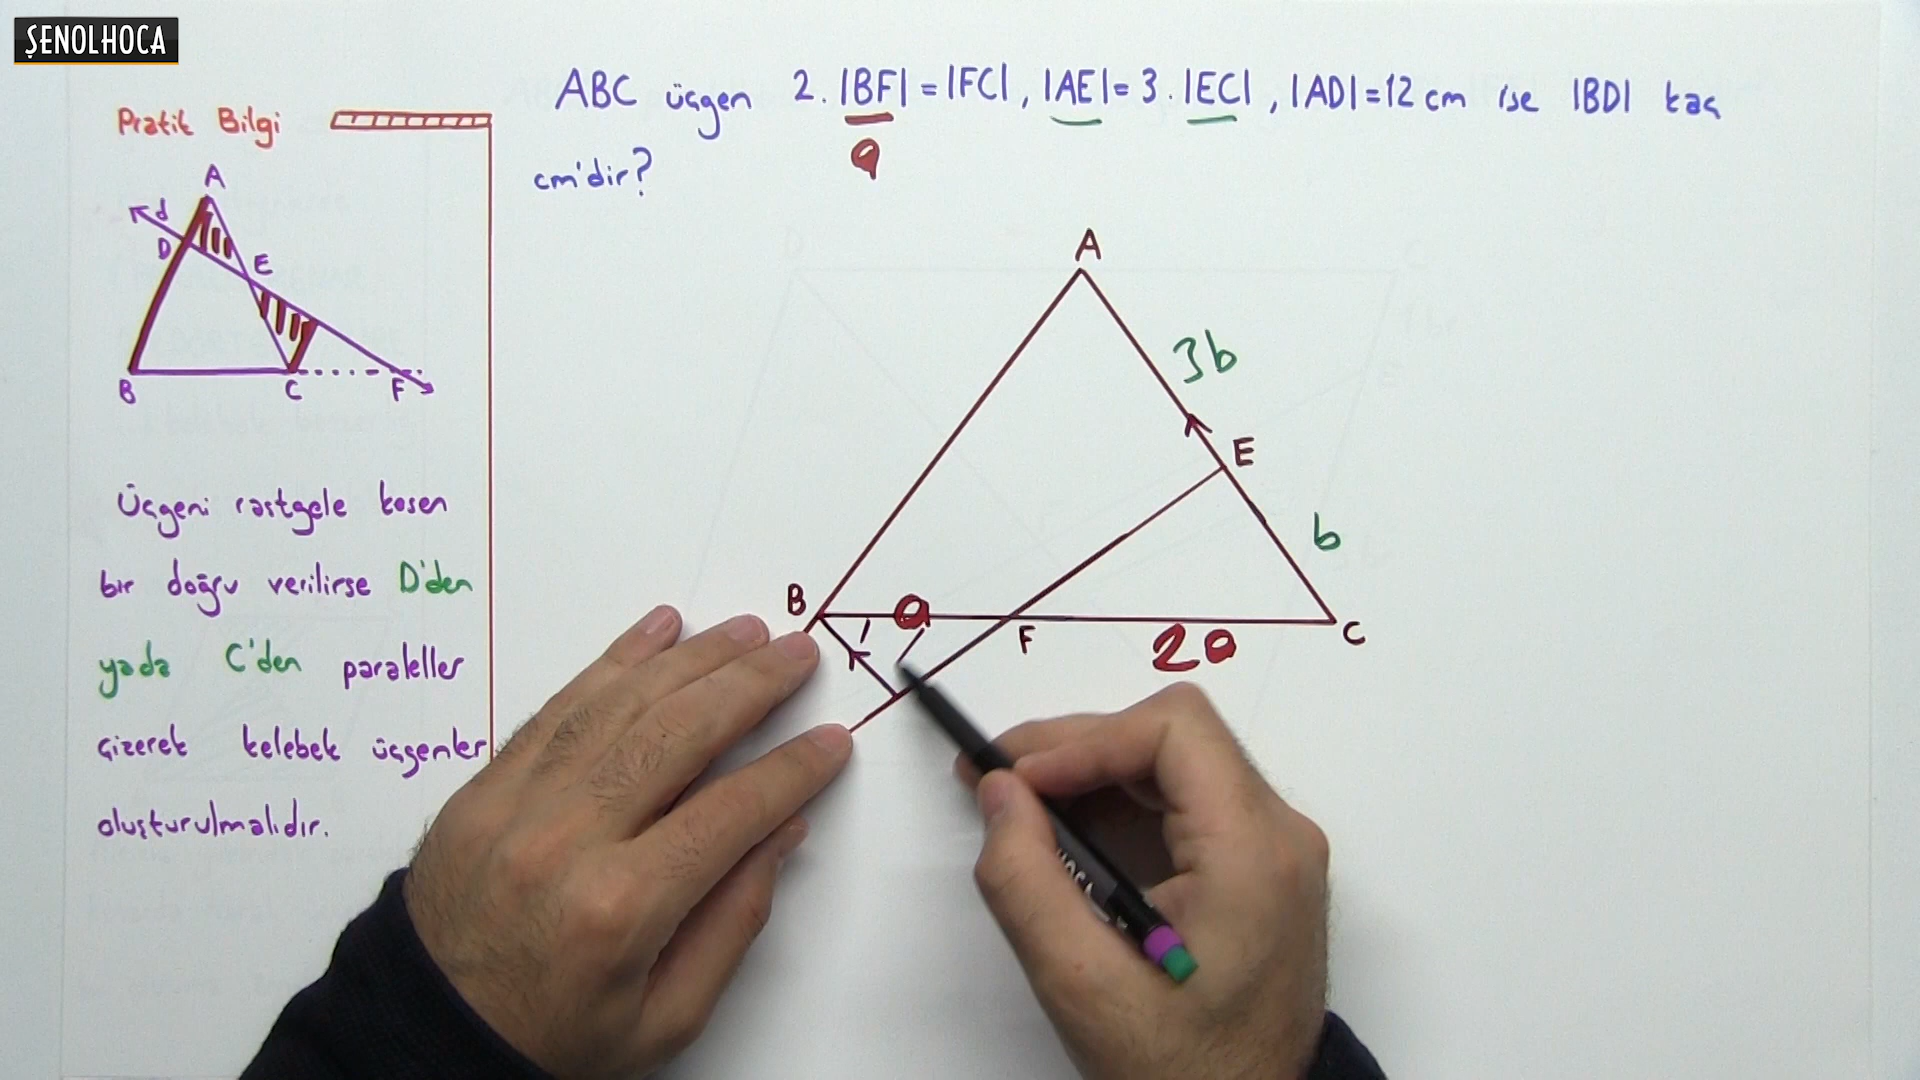 ŞENOLHOCA
ABC üçgen 2.|BF|=|FC|, |AE|=3.|EC|, |AD|=12 cm ise |BD| kaç
cm'dir?
a
Pratik Bilgi
A
d
D
E
B
C
F
Üçgeni rastgele kesen
bir doğru verilirse D'den
yada C'den paraleller
çizerek kelebek üçgenler
oluşturulmalıdır.
A
3b
E
b
B
a
F
2a
C